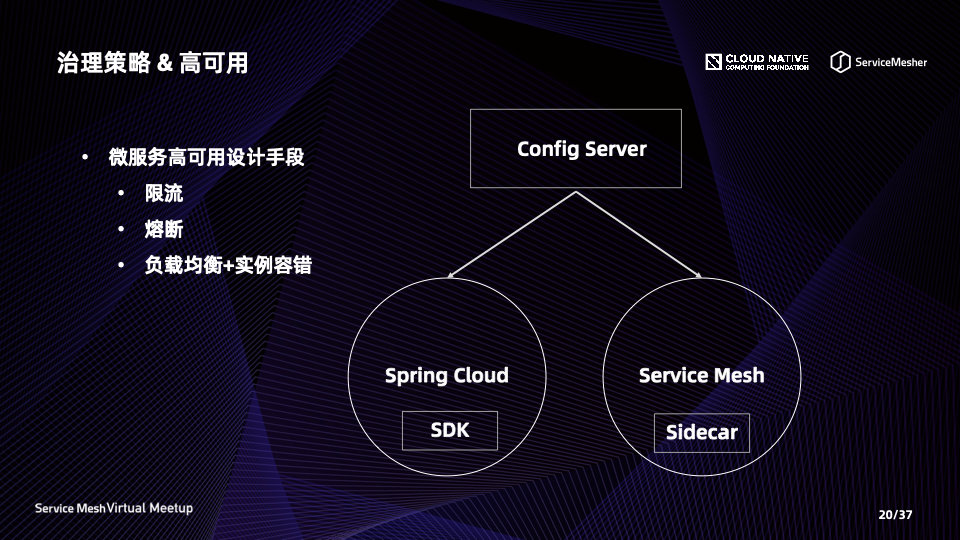 治理策略 & 高可用
CLOUD NATIVE
COMPUTING FOUNDATION
ServiceMesher
• 微服务高可用设计手段
• 限流
• 熔断
• 负载均衡+实例容错
Config Server
Spring Cloud
SDK
Service Mesh
Sidecar
Service Mesh Virtual Meetup
20/37